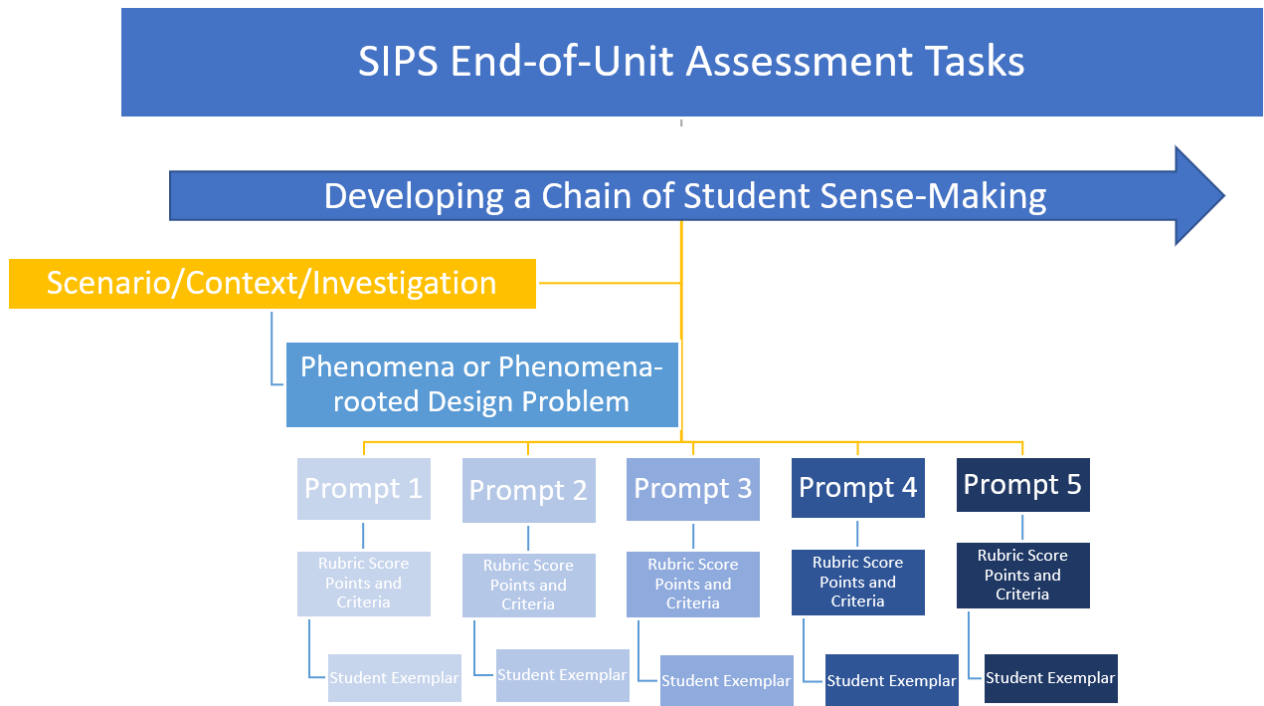 SIPS End-of-Unit Assessment Tasks
Developing a Chain of Student Sense-Making
Scenario/Context/Investigation
Phenomena or Phenomena-
rooted Design Problem
Prompt 1
Prompt 2
Prompt 3
Prompt 4
Prompt 5
Rubric Score
Points and
Criteria
Rubric Score
Points and
Criteria
Rubric Score
Points and
Criteria
Rubric Score
Points and
Criteria
Rubric Score
Points and
Criteria
Student Exemplar
Student Exemplar
Student Exemplar
Student Exemplar
Student Exemplar